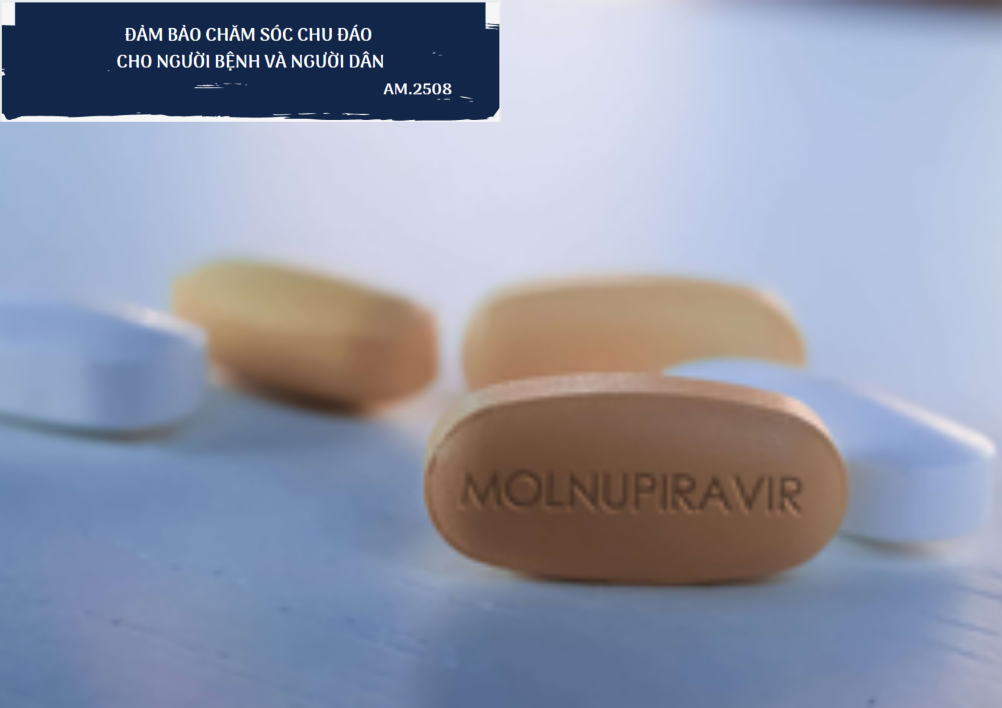 ĐẢM BẢO CHĂM SÓC CHU ĐÁO
CHO NGƯỜI BỆNH VÀ NGƯỜI DÂN
AM.2508
MOLNUPIRAVIR